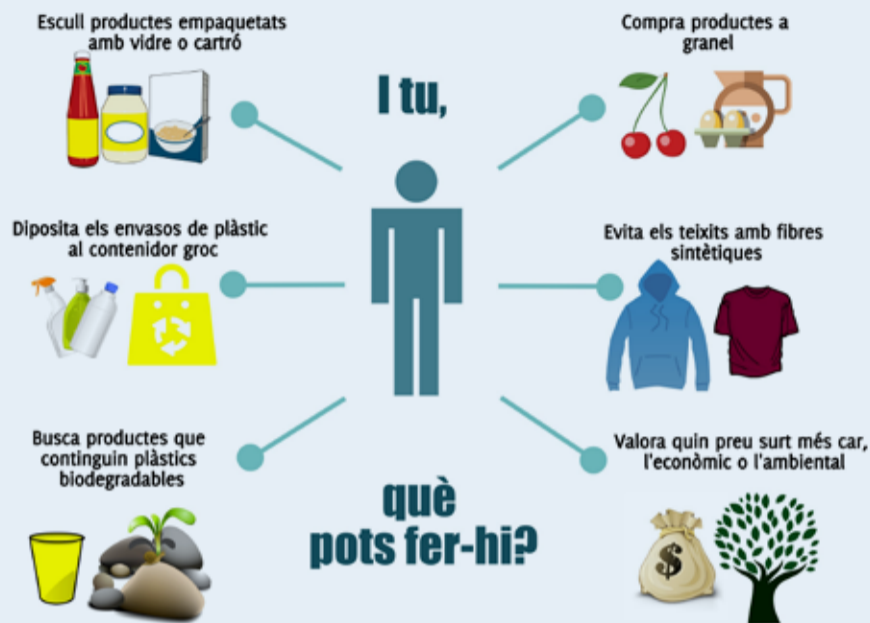 Escull productes empaquetats
amb vidre o cartró
Compra productes a
granel
I tu,
Diposita els envasos de plàstic
al contenidor groc
Evita els teixits amb fibres
sintètiques
Busca productes que
continguin plàstics
biodegradables
Valora quin preu surt més car,
l'econòmic o l'ambiental
què
pots fer-hi?
$